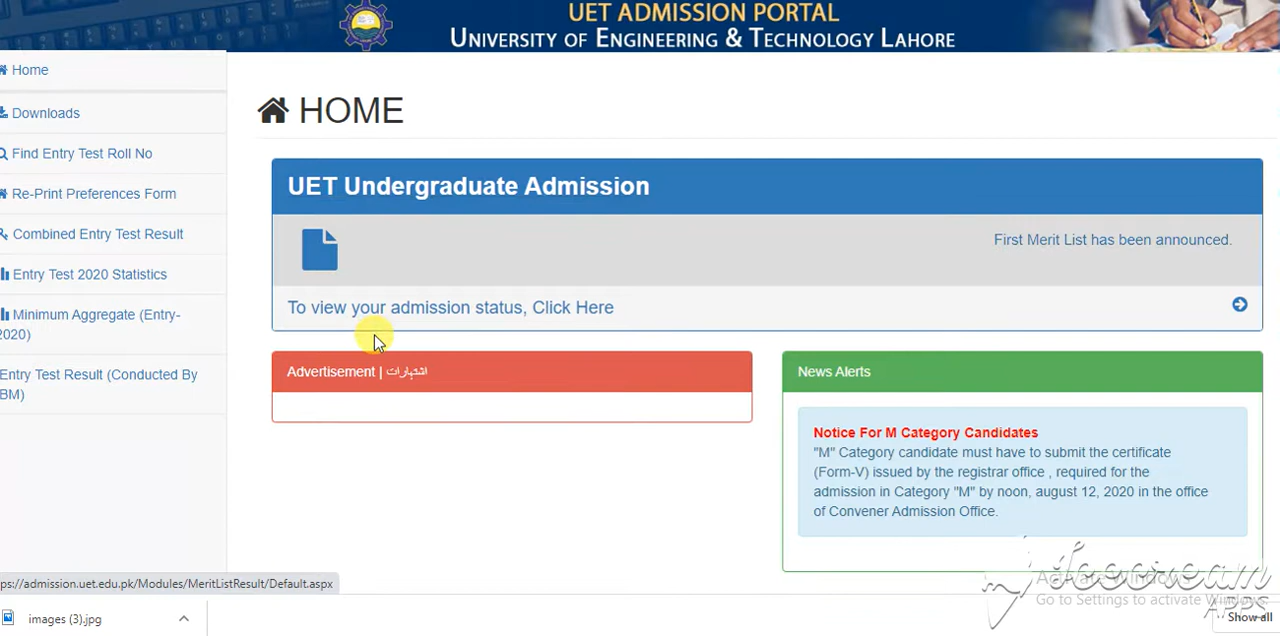 UET ADMISSION PORTAL
UNIVERSITY OF ENGINEERING & TECHNOLOGY LAHORE
Home
Downloads
Find Entry Test Roll No
Re-Print Preferences Form
Combined Entry Test Result
Entry Test 2020 Statistics
Minimum Aggregate (Entry-
2020)
Entry Test Result (Conducted By
BM)
HOME
UET Undergraduate Admission
First Merit List has been announced.
To view your admission status, Click Here
Advertisement | اشتہارات
News Alerts
Notice For M Category Candidates
"M" Category candidate must have to submit the certificate
(Form-V) issued by the registrar office , required for the
admission in Category "M" by noon, august 12, 2020 in the office
of Convener Admission Office.
ps://admission.uet.edu.pk/Modules/MeritListResult/Default.aspx
Activate Windows
Go to Settings to activate Windows.
Icecream
APPS
images (3).jpg
Show all